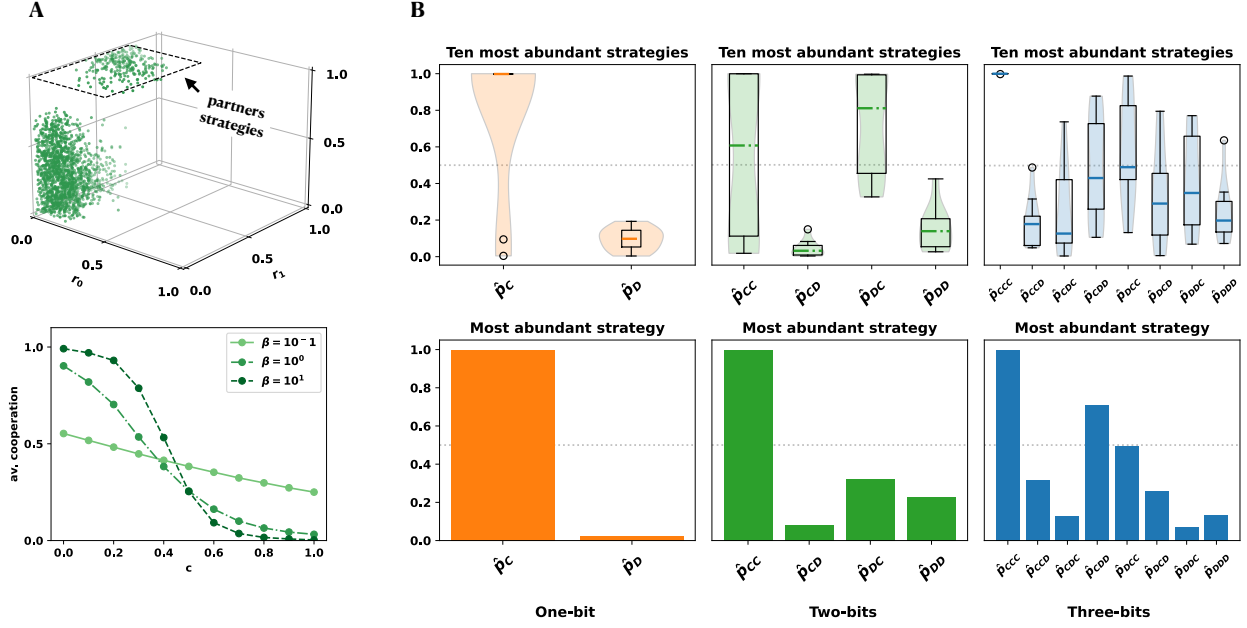 A
1.0
0.5
0.0
partners
strategies
0.0
0.5
1.0
r₀
0.0
0.5
1.0
r₁
1.0
0.5
0.0
av. cooperation
β = 10⁻1
β = 10⁰
β = 10¹
0.0
0.2
0.4
0.6
0.8
1.0
c
B
Ten most abundant strategies
1.0
0.8
0.6
0.4
0.2
0.0
p̂C
p̂D
Ten most abundant strategies
p̂CC
p̂CD
p̂DC
p̂DD
Ten most abundant strategies
p̂CCC
p̂CCD
p̂CDC
p̂CDD
p̂DCC
p̂DCD
p̂DDC
p̂DDD
Most abundant strategy
1.0
0.8
0.6
0.4
0.2
0.0
p̂C
p̂D
One-bit
Most abundant strategy
p̂CC
p̂CD
p̂DC
p̂DD
Two-bits
Most abundant strategy
p̂CCC
p̂CCD
p̂CDC
p̂CDD
p̂DCC
p̂DCD
p̂DDC
p̂DDD
Three-bits